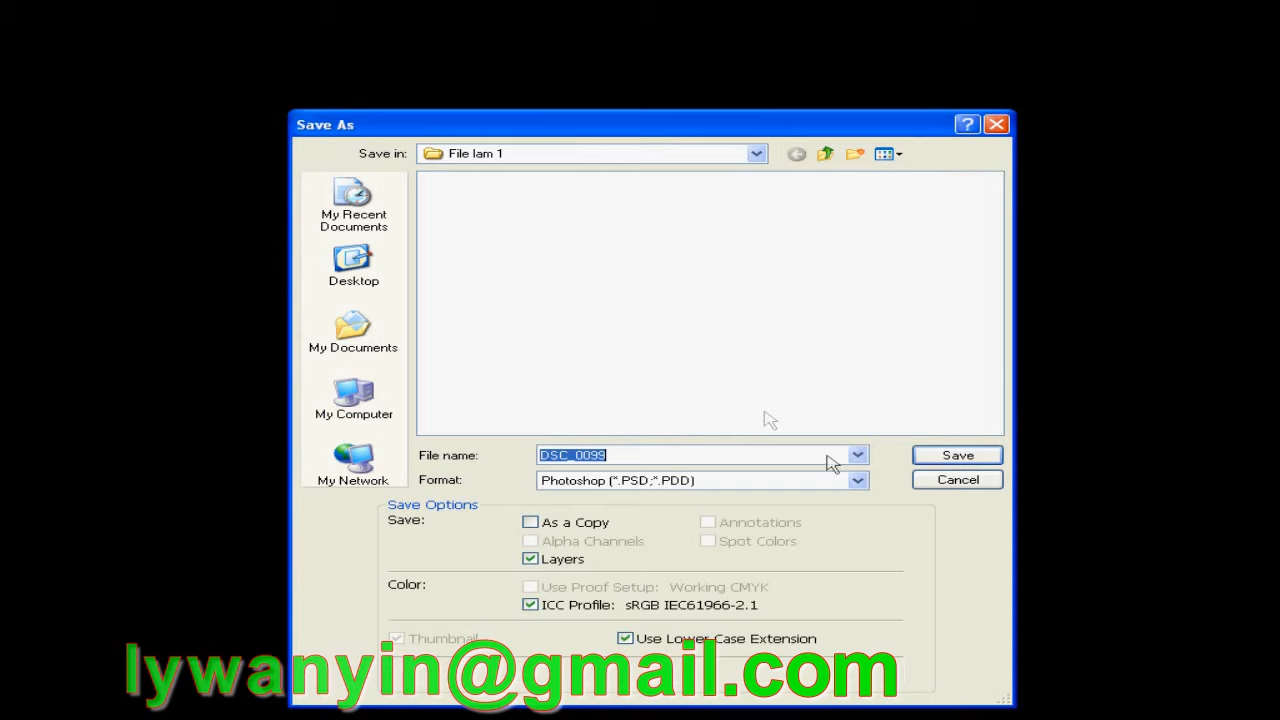 Save As
Save in: File lam 1
My Recent
Documents
Desktop
My Documents
My Computer
My Network
File name: DSC_0099 Save
Format: Photoshop (*.PSD;*.PDD) Cancel
Save Options
Save: As a Copy Annotations
Alpha Channels Spot Colors
Layers
Color: Use Proof Setup: Working CMYK
ICC Profile: sRGB IEC61966-2.1
Thumbnail Use Lower Case Extension
lywanyin@gmail.com